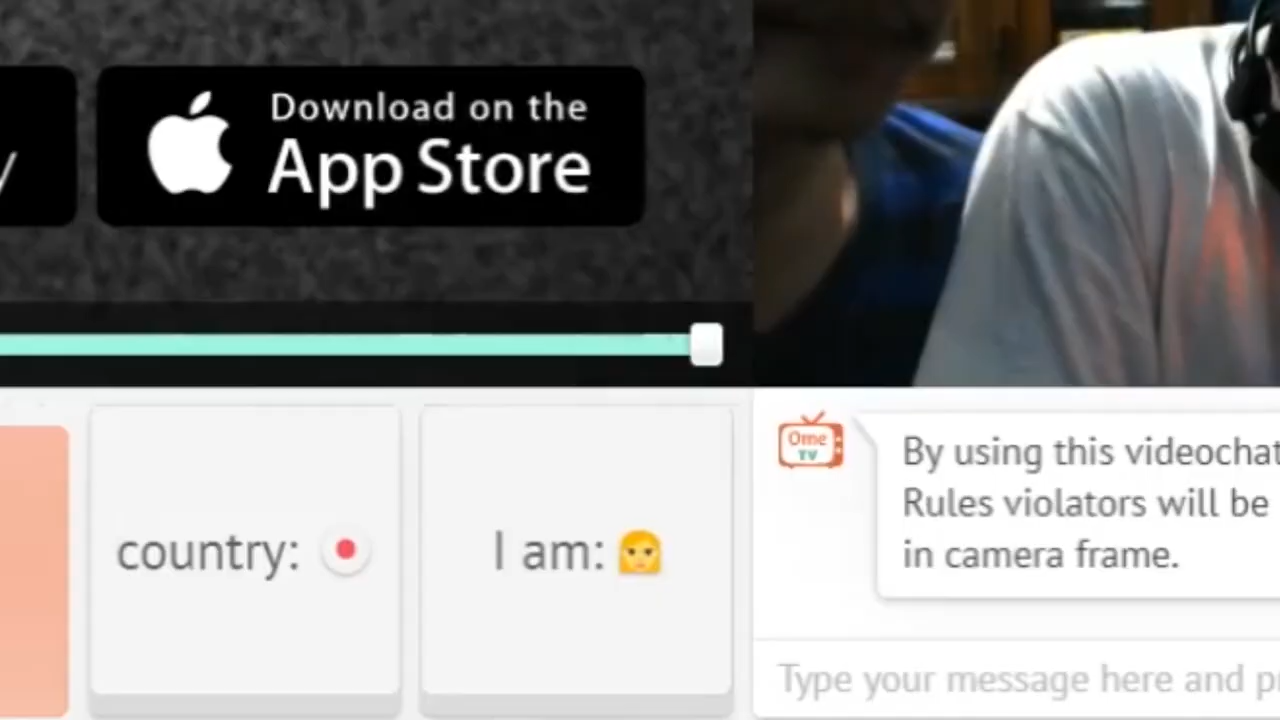 Download on the
App Store
country:
I am:
Ome
TV
By using this videochat
Rules violators will be
in camera frame.
Type your message here and pr